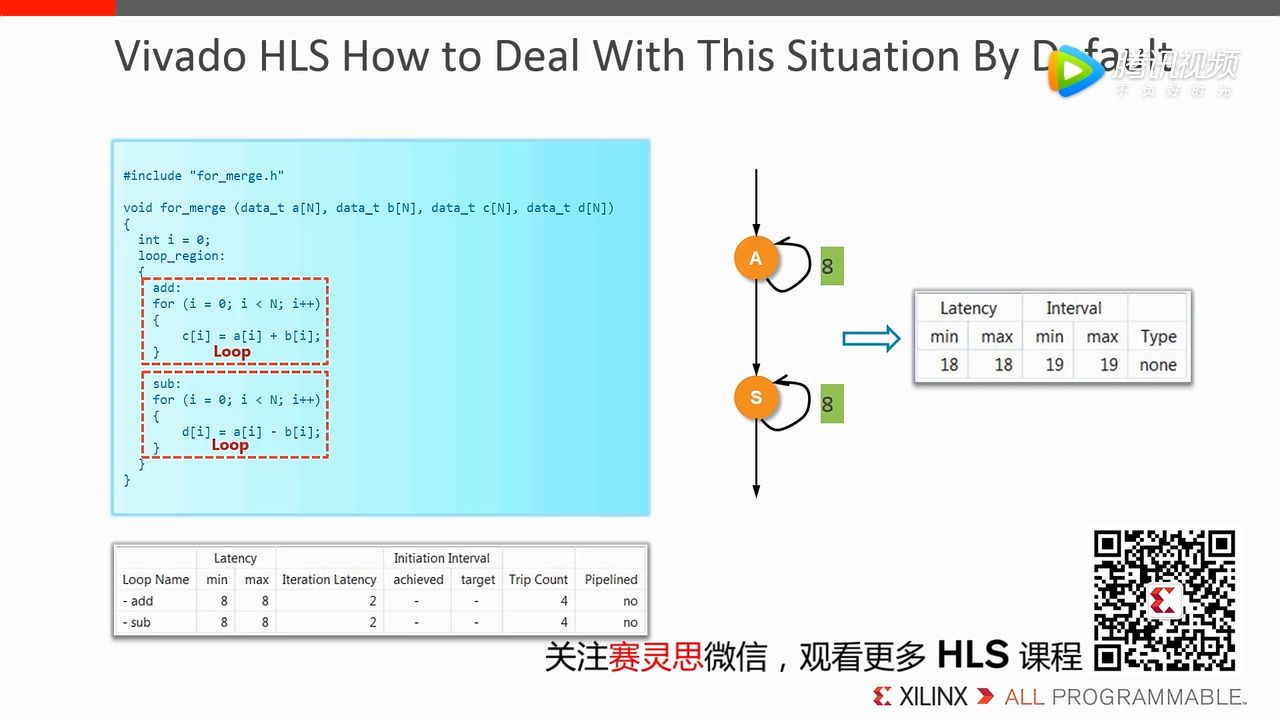 Vivado HLS How to Deal With This Situation By Default
腾讯视频
不负好时光
#include "for_merge.h"
void for_merge (data_t a[N], data_t b[N], data_t c[N], data_t d[N])
{
int i = 0;
loop_region:
{
add:
for (i = 0; i < N; i++)
{
c[i] = a[i] + b[i];
}
Loop
sub:
for (i = 0; i < N; i++)
{
d[i] = a[i] - b[i];
}
Loop
}
}
A
8
S
8
Latency Interval
min max min max Type
18 18 19 19 none
Latency Initiation Interval
Loop Name min max Iteration Latency achieved target Trip Count Pipelined
- add 8 8 2 - - 4 no
- sub 8 8 2 - - 4 no
关注赛灵思微信，观看更多 HLS 课程
XILINX ALL PROGRAMMABLE™